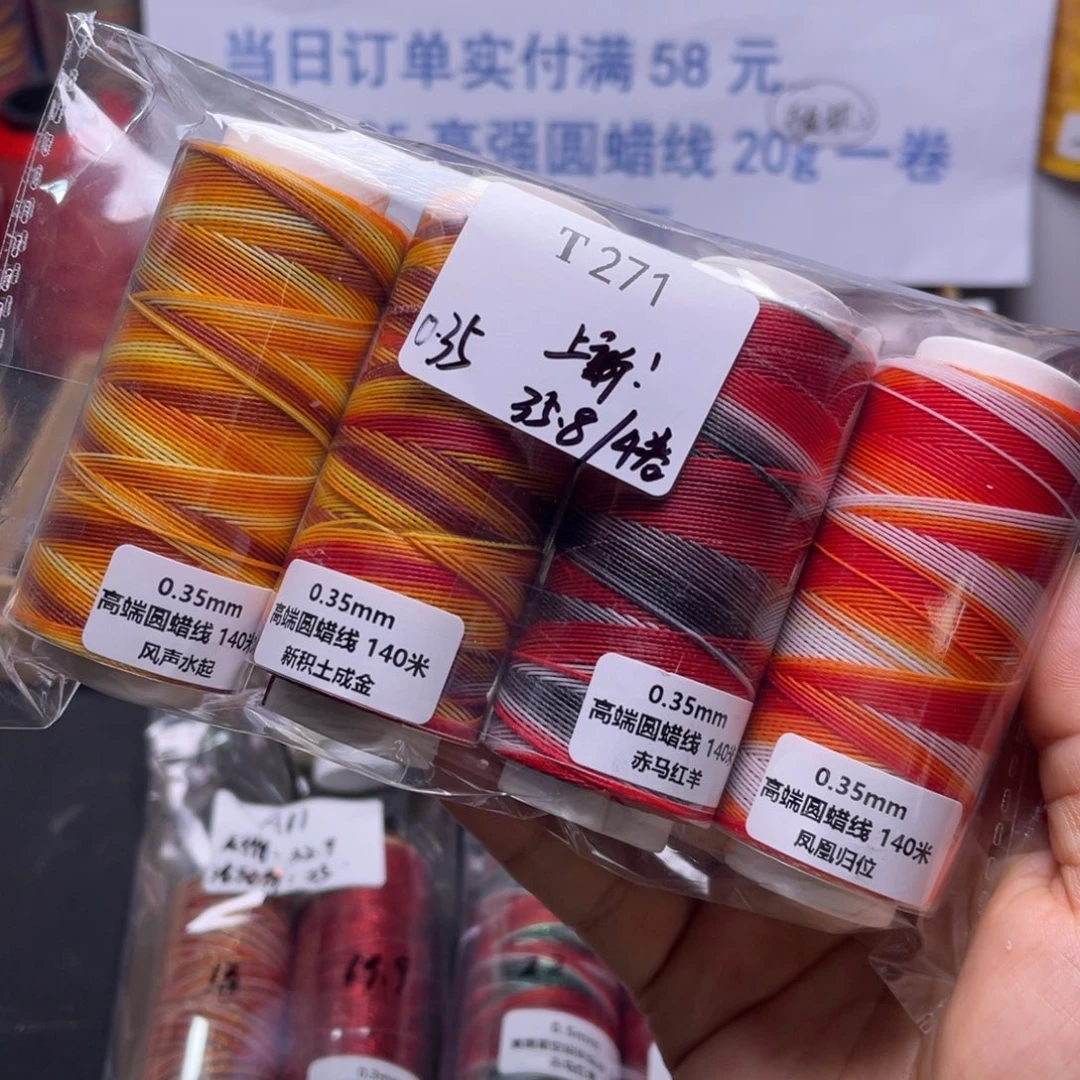 当日订单实付满 58 元
高强圆蜡线 20g 一卷
T271
0.35
上新!
35.8/4卷
0.35mm
高端圆蜡线 140米
风声水起
0.35mm
高端圆蜡线 140米
新积土成金
0.35mm
高端圆蜡线 140米
赤马红羊
0.35mm
高端圆蜡线 140米
凤凰归位
A11